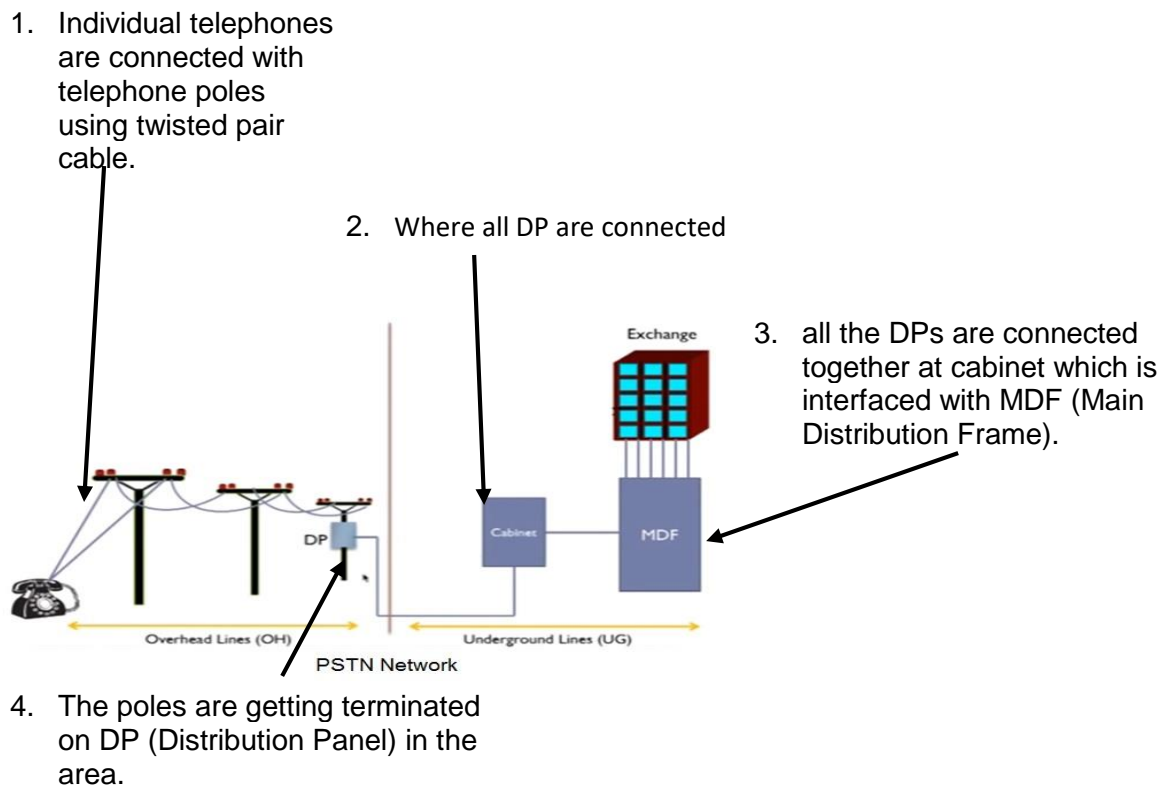 1. Individual telephones
are connected with
telephone poles
using twisted pair
cable.
2. Where all DP are connected
Exchange
3. all the DPs are connected
together at cabinet which is
interfaced with MDF (Main
Distribution Frame).
DP
Cabinet
MDF
Overhead Lines (OH)
Underground Lines (UG)
PSTN Network
4. The poles are getting terminated
on DP (Distribution Panel) in the
area.